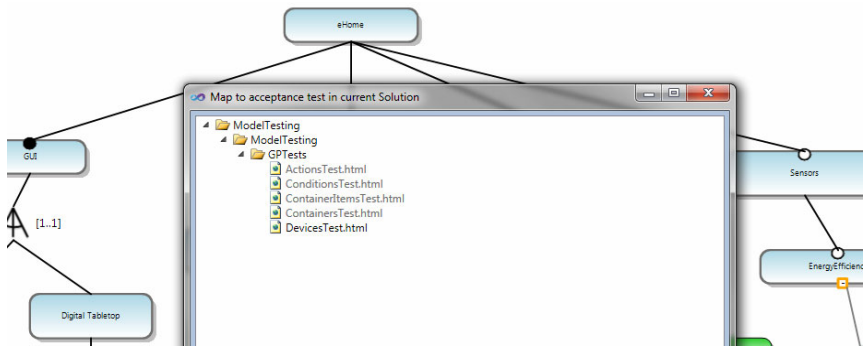 eHome
Map to acceptance test in current Solution
ModelTesting
ModelTesting
GPTests
ActionsTest.html
ConditionsTest.html
ContainerItemsTest.html
ContainersTest.html
DevicesTest.html
GUI
[1..1]
Digital Tabletop
Sensors
EnergyEfficienc